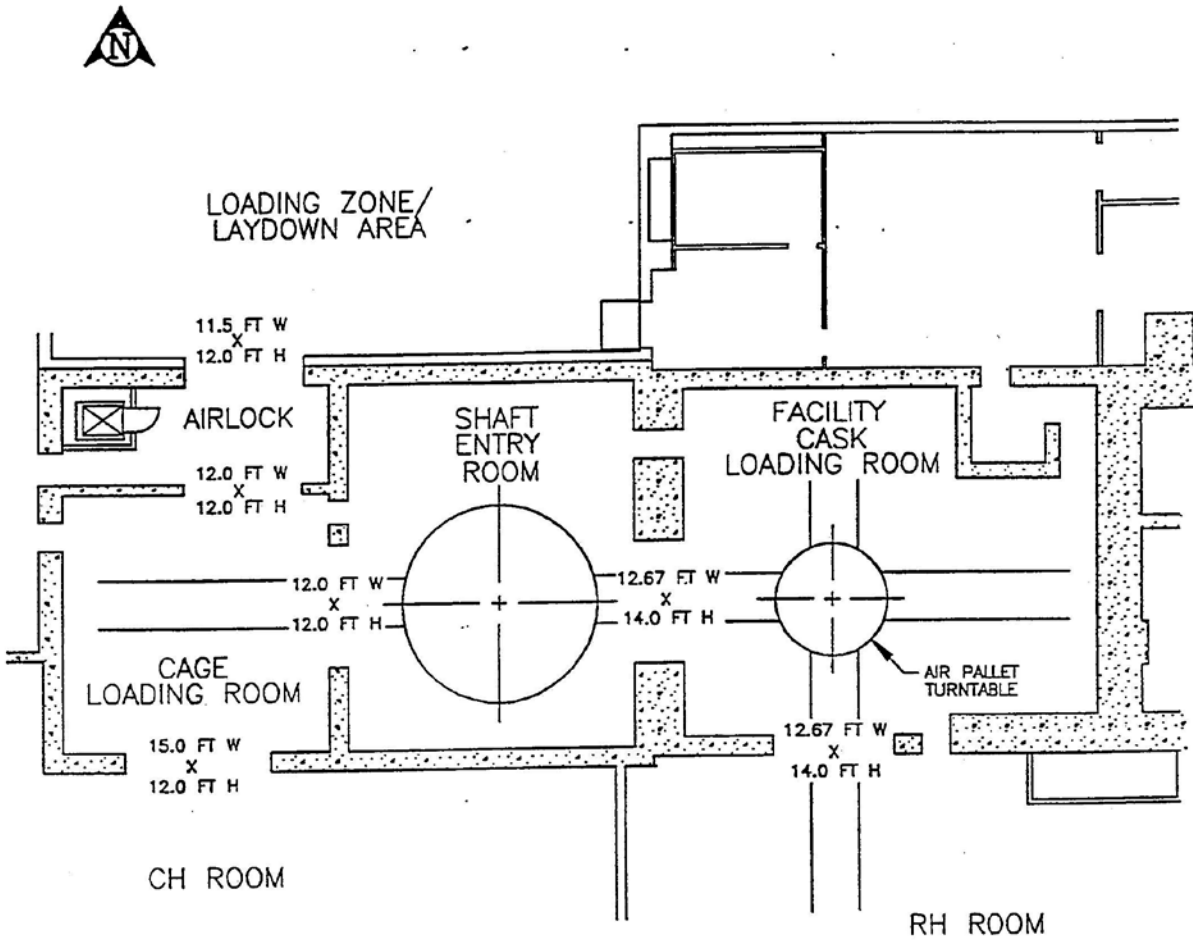 N
LOADING ZONE/
LAYDOWN AREA
11.5 FT W
X
12.0 FT H
AIRLOCK
SHAFT
ENTRY
ROOM
FACILITY
CASK
LOADING ROOM
12.0 FT W
X
12.0 FT H
12.0 FT W
X
12.0 FT H
12.67 FT W
X
14.0 FT H
CAGE
LOADING ROOM
AIR PALLET
TURNTABLE
15.0 FT W
X
12.0 FT H
12.67 FT W
X
14.0 FT H
CH ROOM
RH ROOM